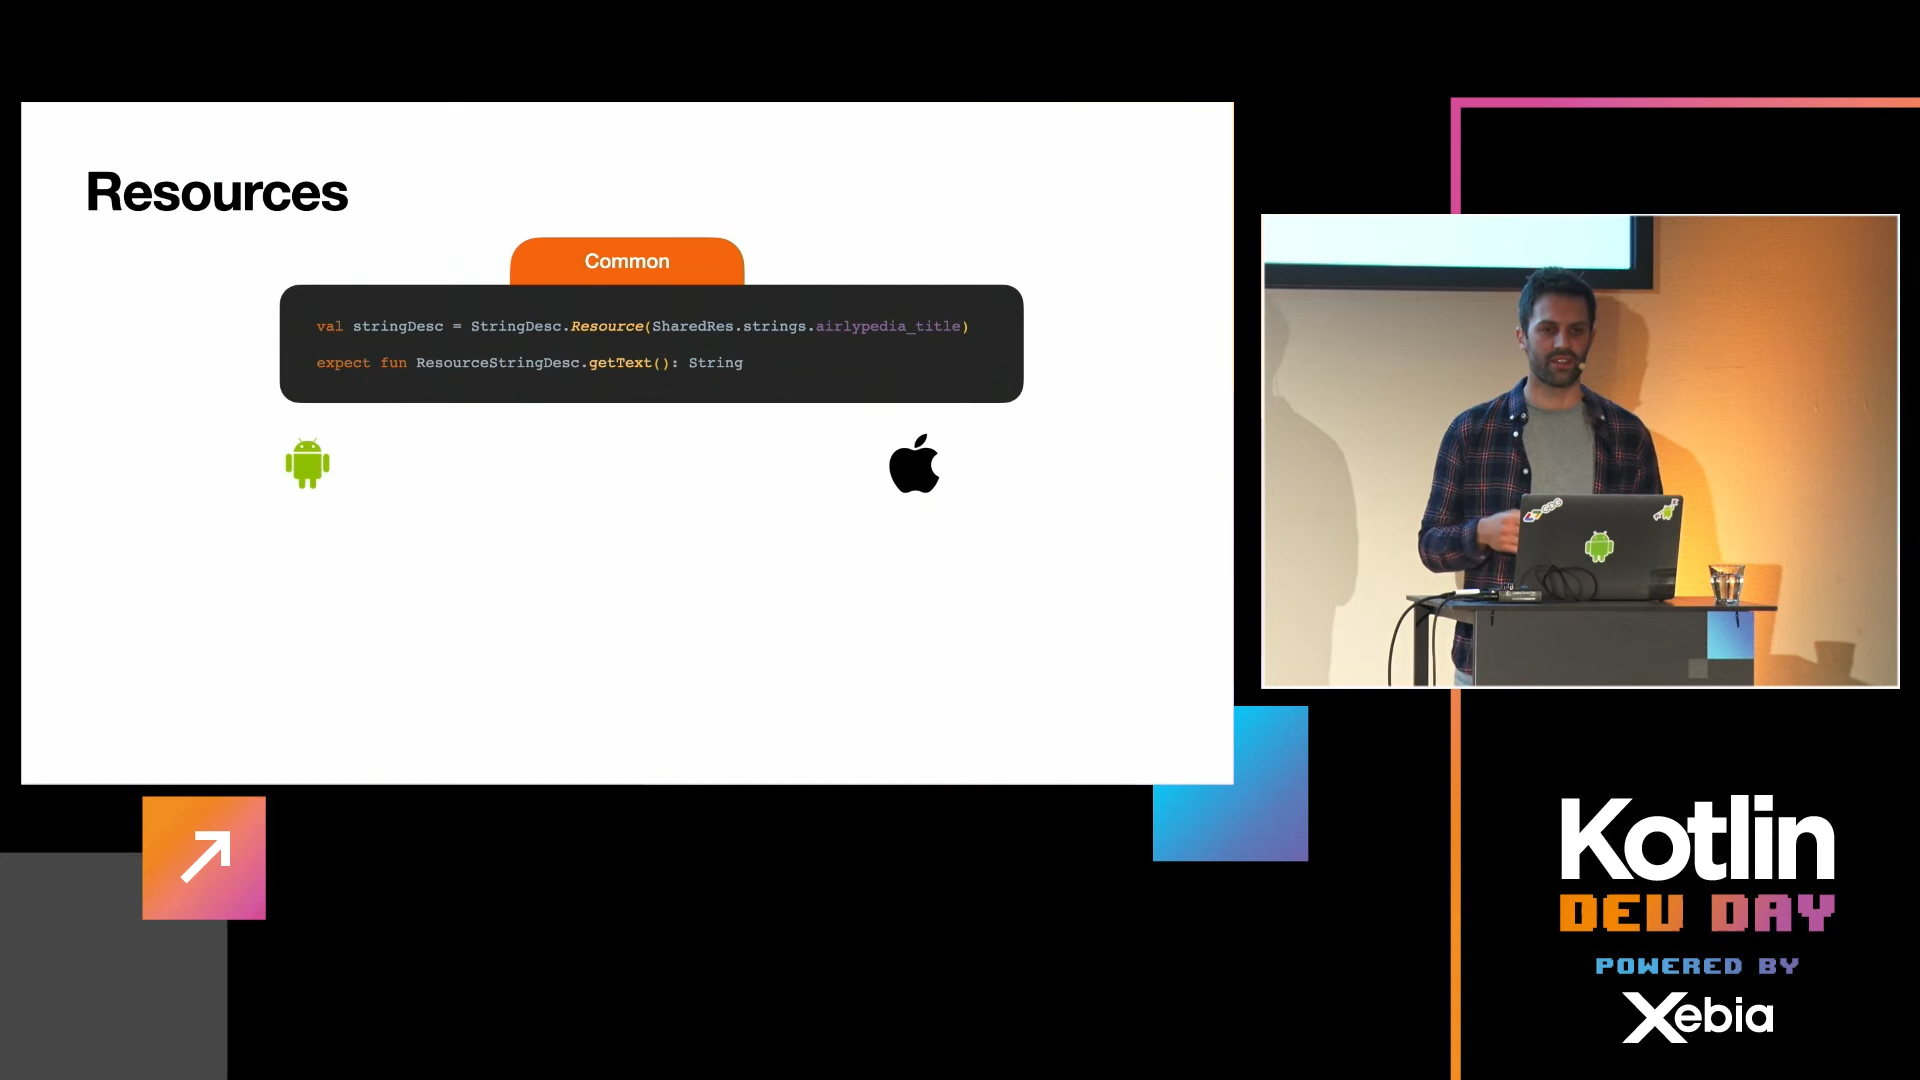 Resources
Common
val stringDesc = StringDesc.Resource(SharedRes.strings.airlypedia_title)
expect fun ResourceStringDesc.getText(): String
GDG
Kotlin
DEV DAY
POWERED BY
Xebia